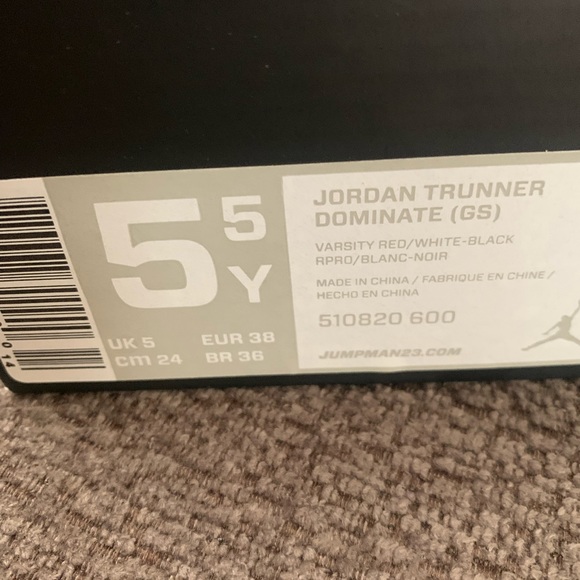 5 5
Y
UK 5 EUR 38
cm 24 BR 36
JORDAN TRUNNER
DOMINATE (GS)
VARSITY RED/WHITE-BLACK
RPRO/BLANC-NOIR
MADE IN CHINA / FABRIQUE EN CHINE /
HECHO EN CHINA
510820 600
JUMPMAN23.COM